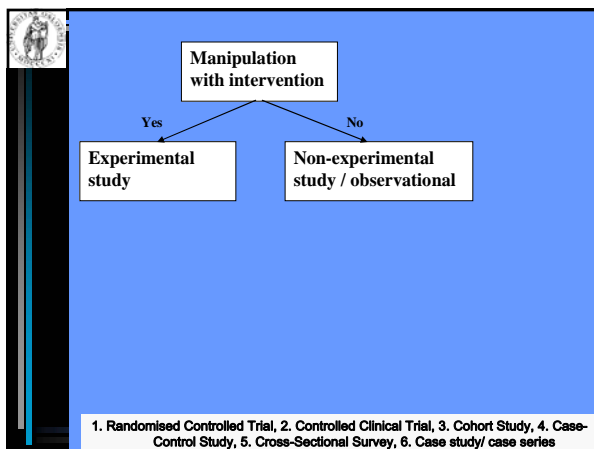 Manipulation
with intervention
Yes
No
Experimental
study
Non-experimental
study / observational
1. Randomised Controlled Trial, 2. Controlled Clinical Trial, 3. Cohort Study, 4. Case-
Control Study, 5. Cross-Sectional Survey, 6. Case study/ case series